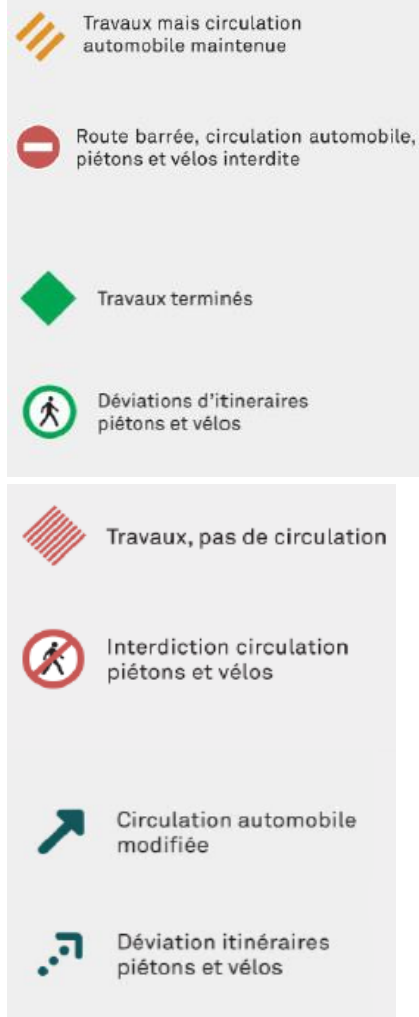 Travaux mais circulation
automobile maintenue
Route barrée, circulation automobile,
piétons et vélos interdite
Travaux terminés
Déviations d'itineraires
piétons et vélos
Travaux, pas de circulation
Interdiction circulation
piétons et vélos
Circulation automobile
modifiée
Déviation itinéraires
piétons et vélos